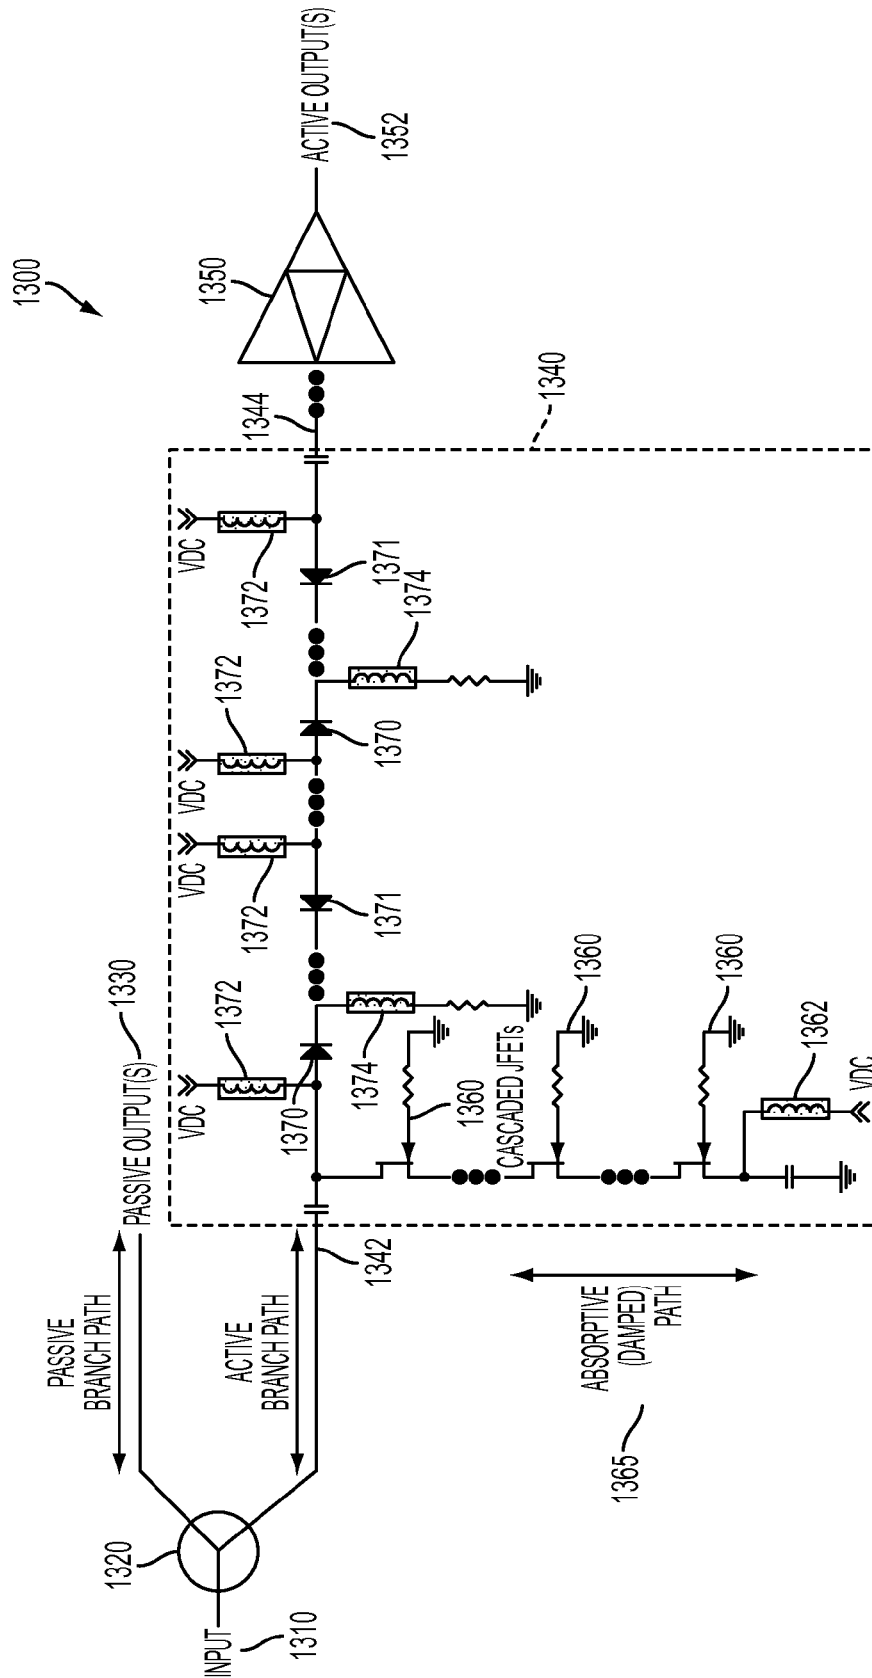 1300
INPUT
1310
1320
PASSIVE
BRANCH PATH
ACTIVE
BRANCH PATH
PASSIVE OUTPUT(S)
1330
1342
VDC
1372
1370
1374
1371
VDC
1372
VDC
1372
1370
1374
1371
VDC
1372
1344
1340
1350
ACTIVE OUTPUT(S)
1352
1360
CASCADED JFETs
1360
1360
1362
VDC
ABSORPTIVE
(DAMPED)
PATH
1365